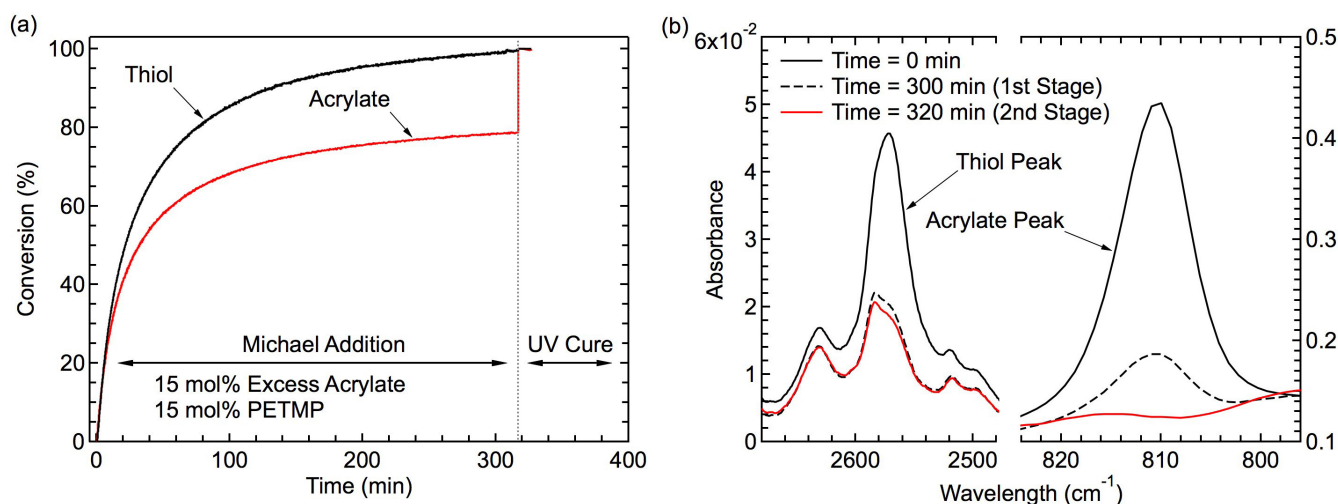 (a)
100
80
60
40
20
0
Conversion (%)
Thiol
Acrylate
Michael Addition
UV Cure
15 mol% Excess Acrylate
15 mol% PETMP
0
100
200
300
400
Time (min)
(b)
6x10-2
5
4
3
2
1
0
Absorbance
Time = 0 min
Time = 300 min (1st Stage)
Time = 320 min (2nd Stage)
Thiol Peak
Acrylate Peak
0.5
0.4
0.3
0.2
0.1
2600
2500
820
810
800
Wavelength (cm-1)